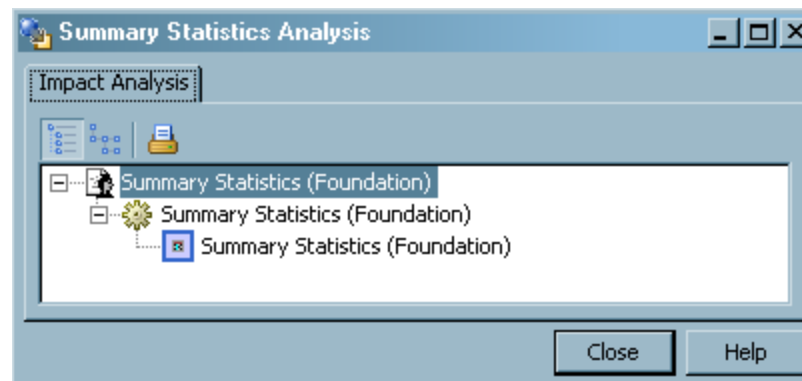 Summary Statistics Analysis
Impact Analysis
Summary Statistics (Foundation)
Summary Statistics (Foundation)
Summary Statistics (Foundation)
Close Help